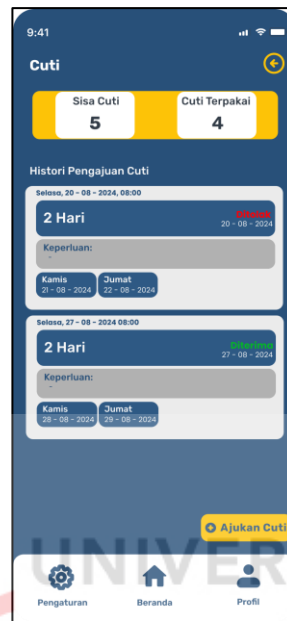 9:41
Cuti
Sisa Cuti Cuti Terpakai
5 4
Histori Pengajuan Cuti
Selasa, 20 - 08 - 2024, 08:00
2 Hari Ditolak
20 - 08 - 2024
Keperluan:
-
Kamis Jumat
21 - 08 - 2024 22 - 08 - 2024
Selasa, 27 - 08 - 2024 08:00
2 Hari Diterima
27 - 08 - 2024
Keperluan:
-
Kamis Jumat
28 - 08 - 2024 29 - 08 - 2024
Ajukan Cuti
UNIVER
Pengaturan Beranda Profil